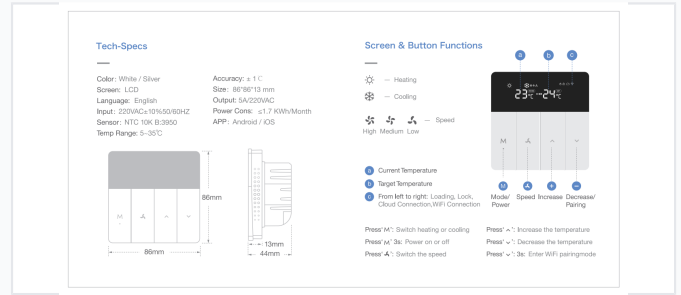 Tech-Specs
Color: White / Silver
Screen: LCD
Language: English
Input: 220VAC±10%50/60HZ
Sensor: NTC 10K B:3950
Temp Range: 5-35℃
Accuracy: ± 1℃
Size: 86*86*13 mm
Output: 5A/220VAC
Power Cons: ≤1.7 KWh/Month
APP: Android / iOS
M
86mm
86mm
13mm
44mm
Screen & Button Functions
— Heating
— Cooling
— Speed
High Medium Low
a Current Temperature
b Target Temperature
c From left to right: Loading, Lock,
Cloud Connection,WiFi Connection
a b c
23 24
M
M
Mode/
Power
Speed
Increase
Decrease/
Pairing
Press' M ': Switch heating or cooling
Press' M,' 3s: Power on or off
Press' ': Switch the speed
Press' ^ ': Increase the temperature
Press' ⌄ ': Decrease the temperature
Press' ⌄ ': 3s: Enter WiFi pairingmode